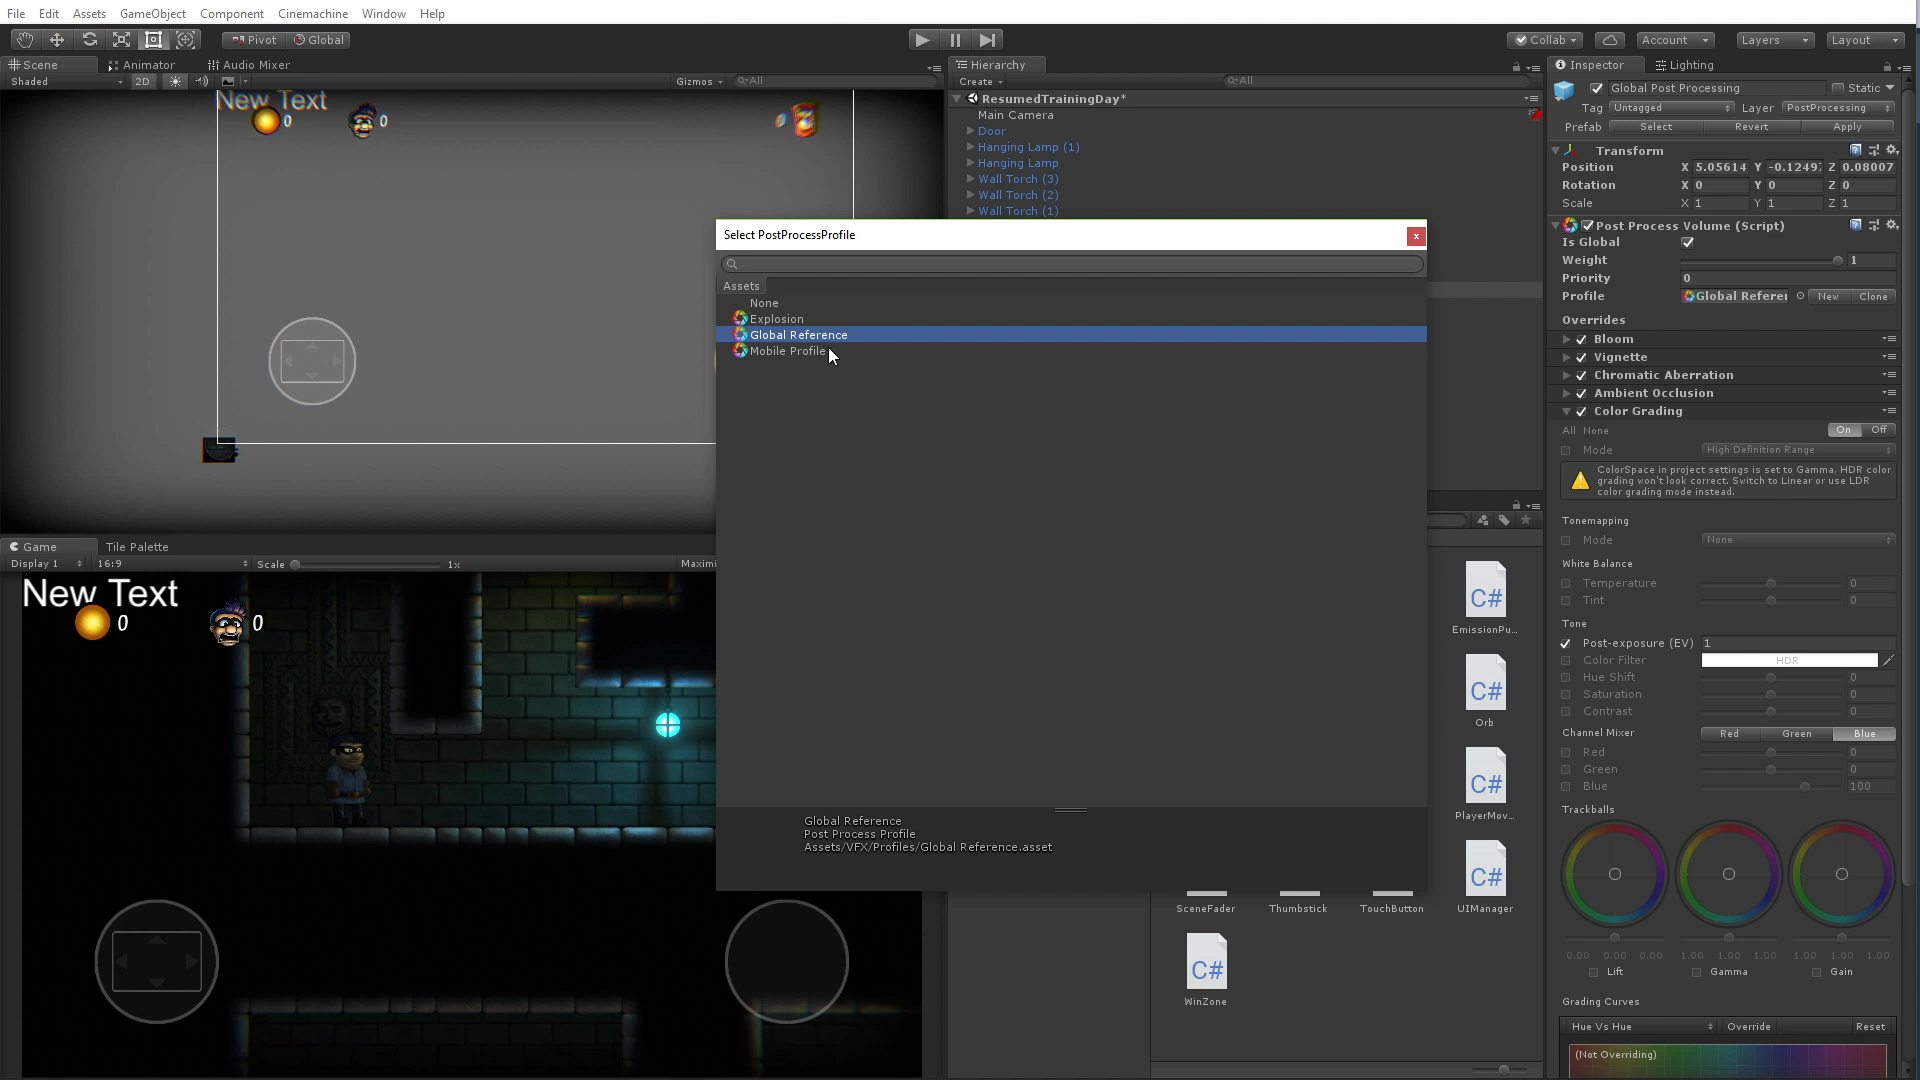 File Edit Assets GameObject Component Cinemachine Window Help
Pivot Global Collab Account Layers Layout
Scene Animator Audio Mixer
Shaded 2D Gizmos All
New Text
0 0 0
Hierarchy
Create All
ResumedTrainingDay*
Main Camera
Door
Hanging Lamp (1)
Hanging Lamp
Wall Torch (3)
Wall Torch (2)
Wall Torch (1)
Select PostProcessProfile
x
Assets
None
Explosion
Global Reference
Mobile Profile
Global Reference
Post Process Profile
Assets/VFX/Profiles/Global Reference.asset
Game Tile Palette
Display 1 16:9 Scale 1x Maximi
New Text
0 0
C#
EmissionPu...
C#
Orb
C#
PlayerMov...
C#
SceneFader Thumbstick TouchButton UIManager
C#
WinZone
Inspector Lighting
Global Post Processing Static
Tag Untagged Layer PostProcessing
Prefab Select Revert Apply
Transform
Position X 5.05614 Y -0.1249 Z 0.08007
Rotation X 0 Y 0 Z 0
Scale X 1 Y 1 Z 1
Post Process Volume (Script)
Is Global
Weight 1
Priority 0
Profile Global Referer New Clone
Overrides
Bloom
Vignette
Chromatic Aberration
Ambient Occlusion
Color Grading
All None On Off
Mode High Definition Range
ColorSpace in project settings is set to Gamma, HDR color
grading won't look correct. Switch to Linear or use LDR
color grading mode instead.
Tonemapping
Mode None
White Balance
Temperature 0
Tint 0
Tone
Post-exposure (EV) 1
Color Filter HDR
Hue Shift 0
Saturation 0
Contrast 0
Channel Mixer Red Green Blue
Red 0
Green 0
Blue 100
Trackballs
0.00 0.00 0.00 1.00 1.00 1.00 1.00 1.00 1.00
Lift Gamma Gain
Grading Curves
Hue Vs Hue Override Reset
(Not Overriding)